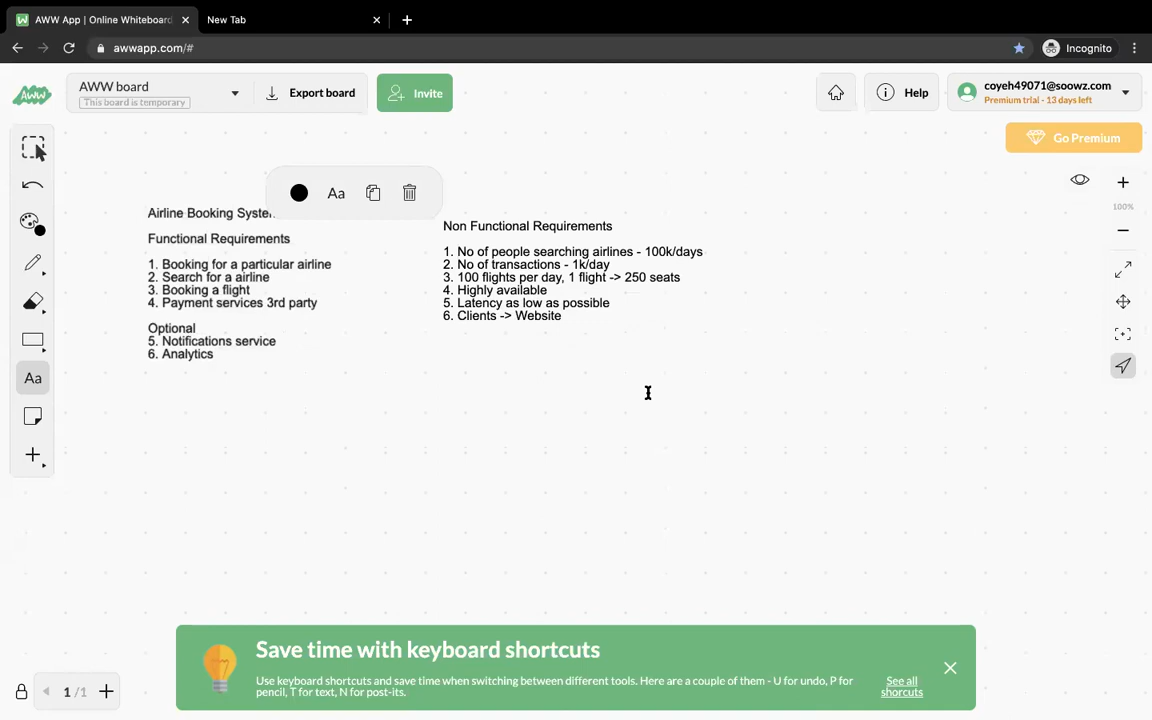 AWW App | Online Whiteboard
New Tab
awwapp.com/#
Incognito
AWW
AWW board
This board is temporary
Export board
Invite
Help
coyeh49071@soowz.com
Premium trial - 13 days left
Go Premium
100%
Aa
Airline Booking System
Functional Requirements
1. Booking for a particular airline
2. Search for a airline
3. Booking a flight
4. Payment services 3rd party
Optional
5. Notifications service
6. Analytics
Non Functional Requirements
1. No of people searching airlines - 100k/days
2. No of transactions - 1k/day
3. 100 flights per day, 1 flight -> 250 seats
4. Highly available
5. Latency as low as possible
6. Clients -> Website
Aa
Save time with keyboard shortcuts
Use keyboard shortcuts and save time when switching between different tools. Here are a couple of them - U for undo, P for
pencil, T for text, N for post-its.
See all
shorcuts
1 /1